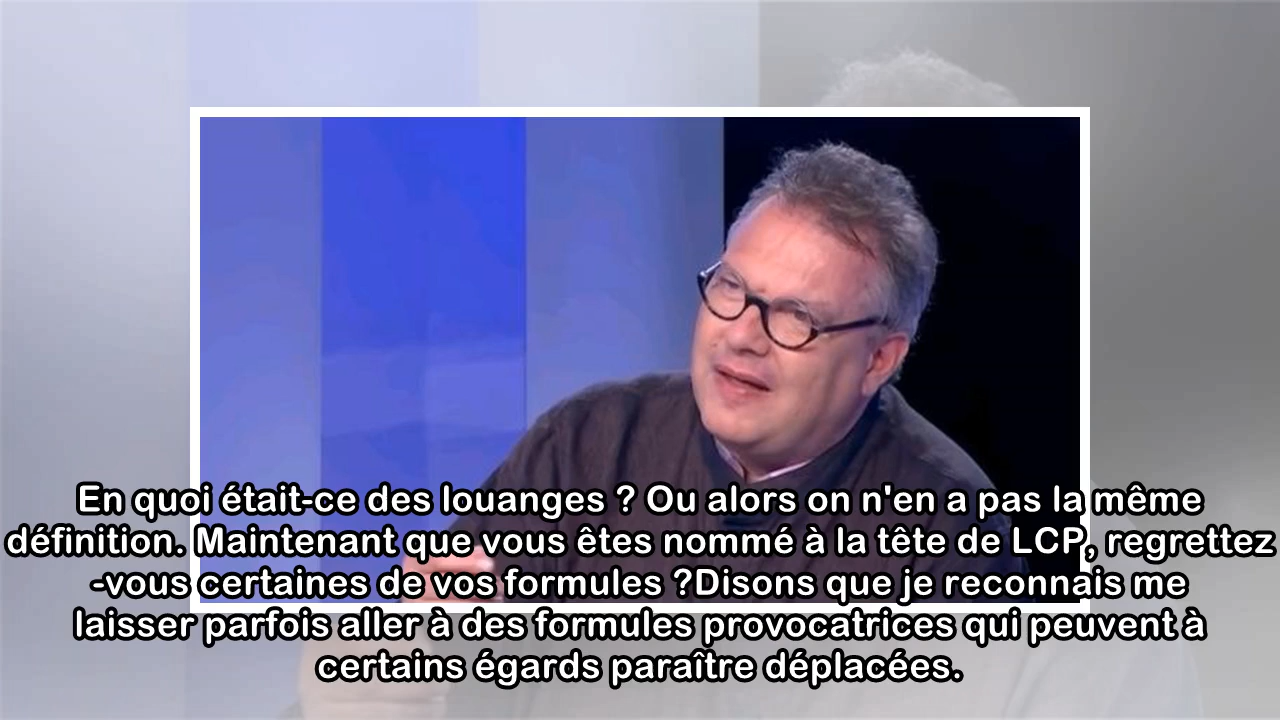 En quoi était-ce des louanges ? Ou alors on n'en a pas la même
définition. Maintenant que vous êtes nommé à la tête de LCP, regrettez
-vous certaines de vos formules ?Disons que je reconnais me
laisser parfois aller à des formules provocatrices qui peuvent à
certains égards paraître déplacées.